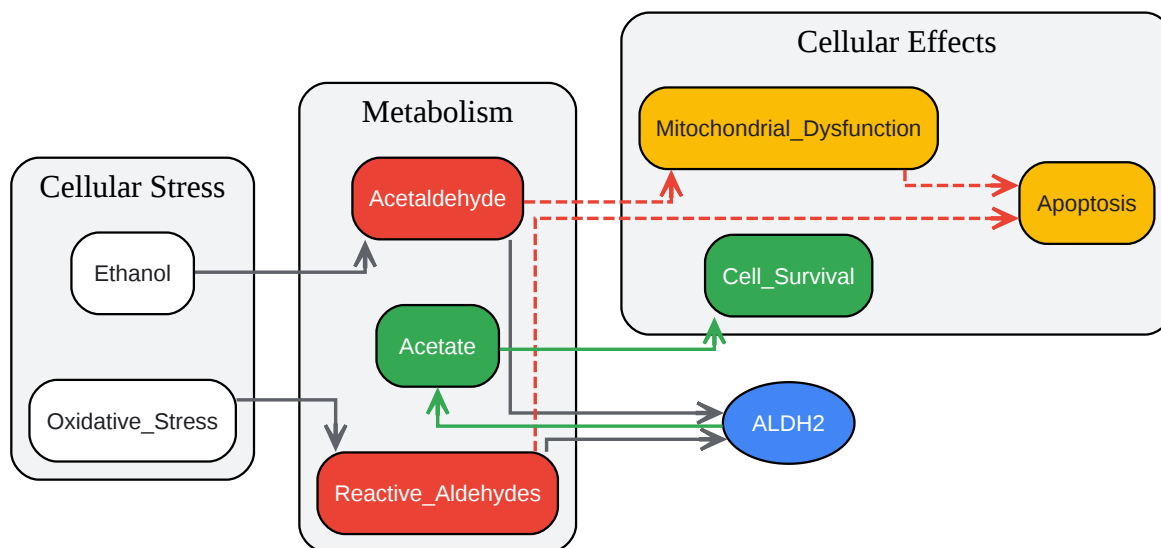 Cellular Stress
Ethanol
Oxidative_Stress
Metabolism
Acetaldehyde
Acetate
Reactive_Aldehydes
Cellular Effects
Mitochondrial_Dysfunction
Apoptosis
Cell_Survival
ALDH2